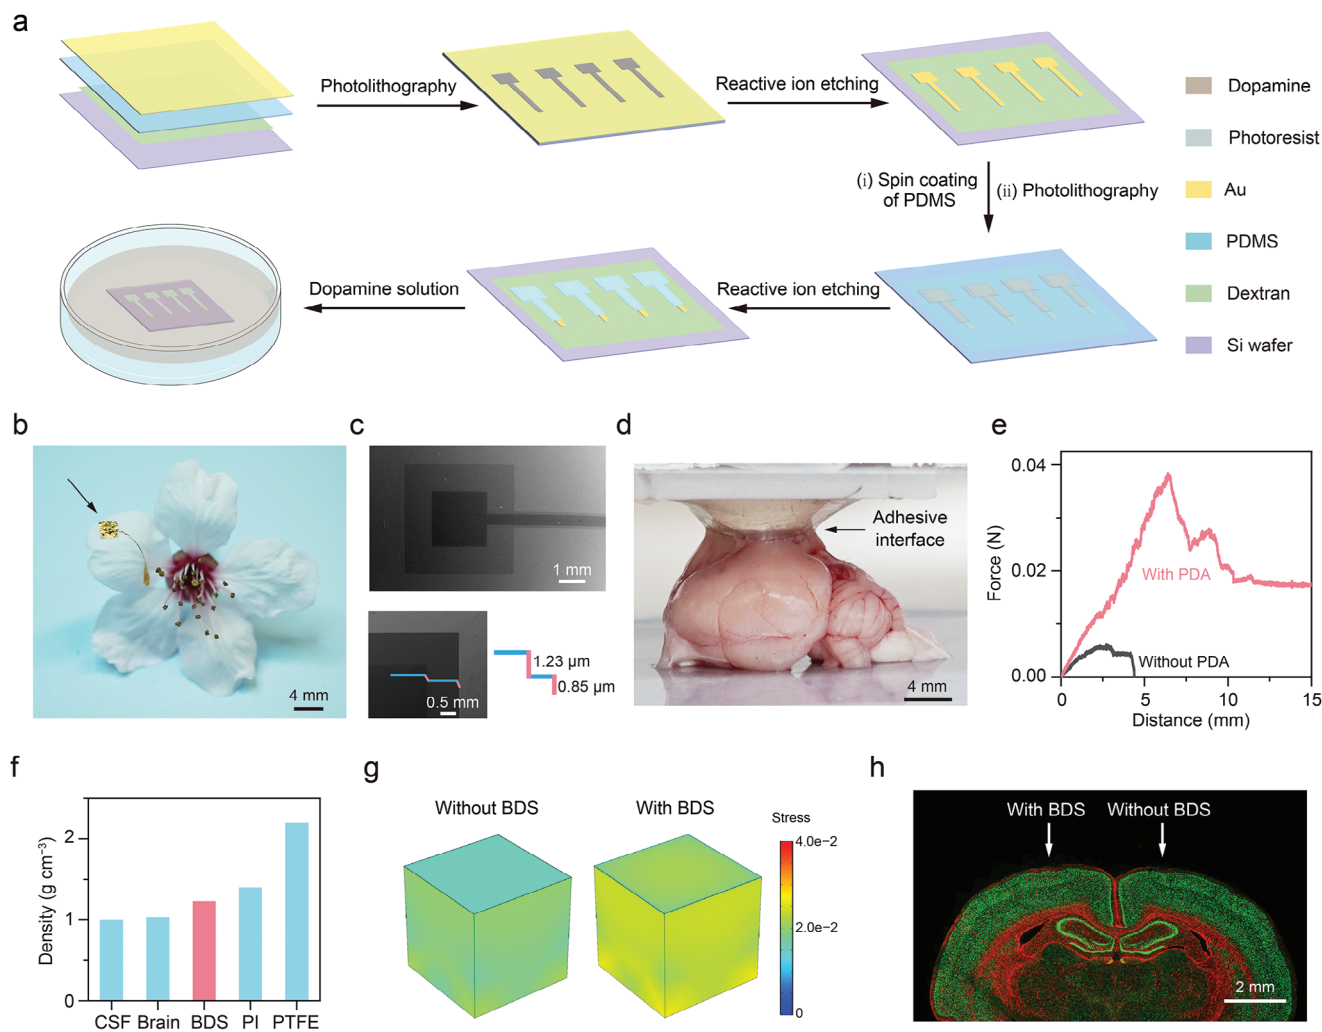 a
Photolithography
Reactive ion etching
Dopamine
Photoresist
Au
PDMS
Dextran
Si wafer
(i) Spin coating
of PDMS
(ii) Photolithography
Reactive ion etching
Dopamine solution
b
4 mm
c
1 mm
0.5 mm
1.23 μm
0.85 μm
d
Adhesive
interface
4 mm
e
Force (N)
0.04
0.02
0.00
With PDA
Without PDA
0
5
10
15
Distance (mm)
f
Density (g cm⁻³)
2
1
0
CSF
Brain
BDS
PI
PTFE
g
Without BDS
With BDS
Stress
4.0e−2
2.0e−2
0
h
With BDS
Without BDS
2 mm